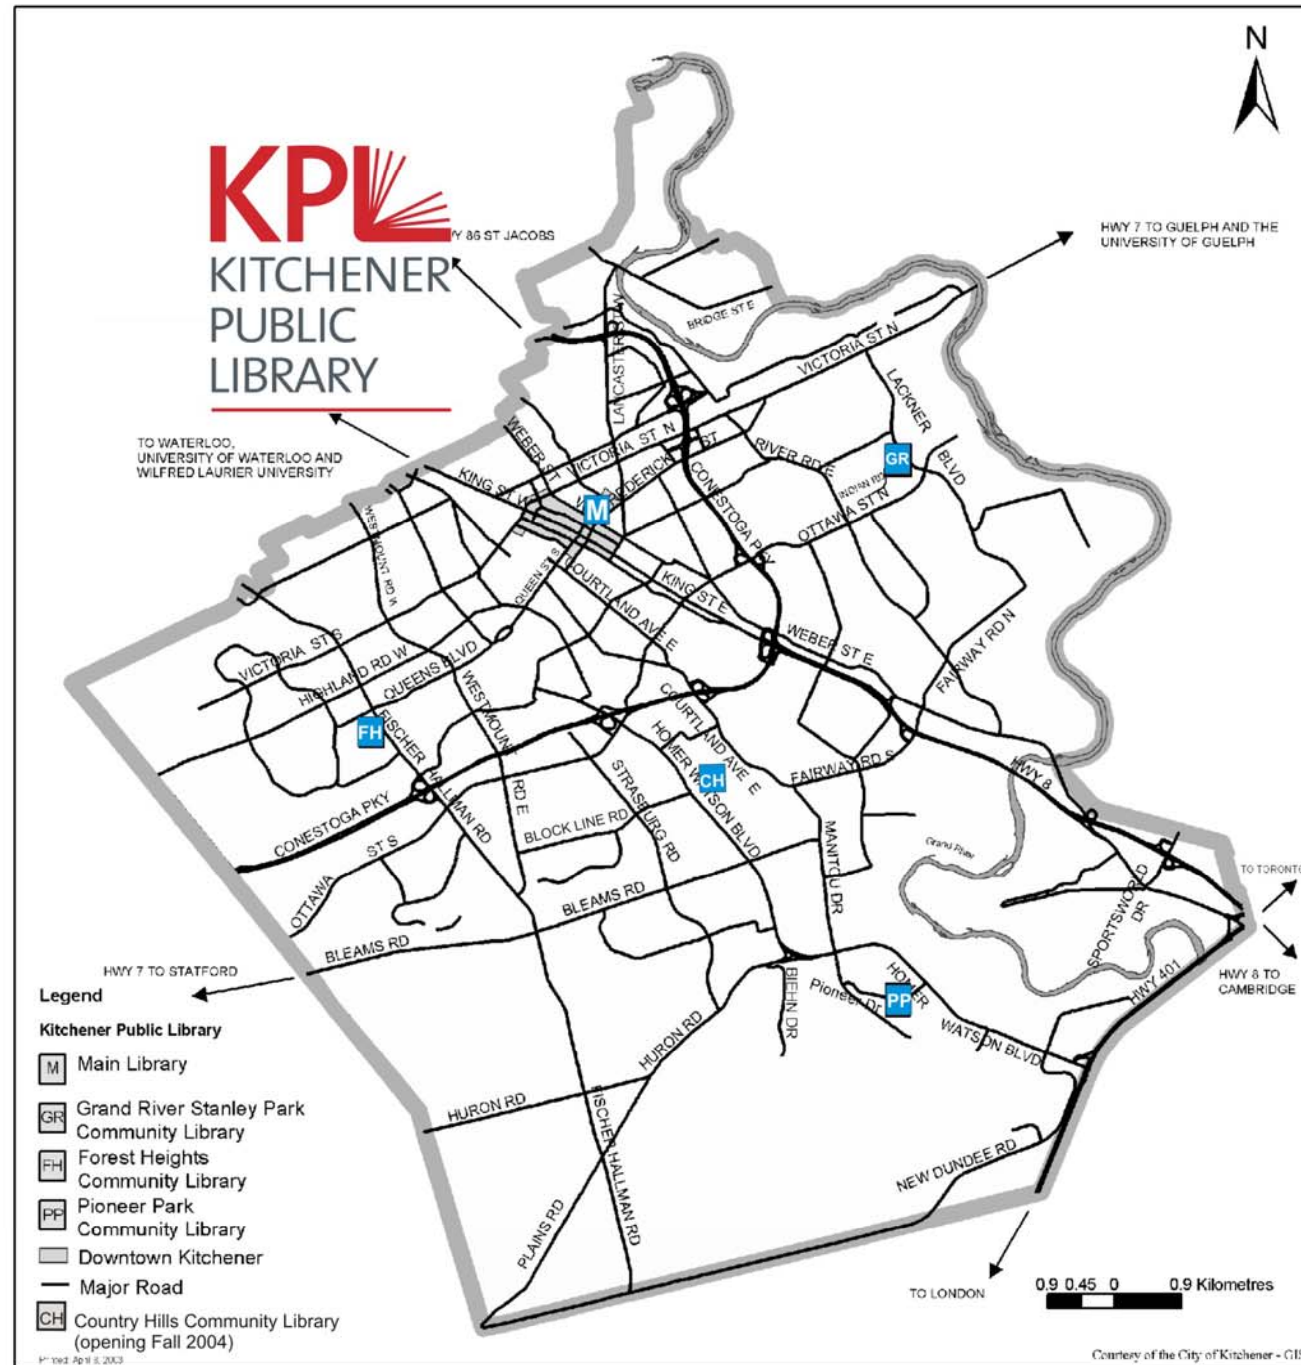 N
KPL
KITCHENER
PUBLIC
LIBRARY
Y 86 ST JACOBS
HWY 7 TO GUELPH AND THE
UNIVERSITY OF GUELPH
BRIDGE ST E
LANCASTER ST W
VICTORIA ST N
LACKNER
BLVD
TO WATERLOO,
UNIVERSITY OF WATERLOO AND
WILFRED LAURIER UNIVERSITY
WEBER ST
VICTORIA ST N
ST
RIVER RD E
GR
INDIAN RD
OTTAWA ST N
KING ST W
M
CONESTOGA PKY
WESTMOUNT RD W
QUEEN ST S
COURTLAND AVE E
KING ST E
WEBER ST E
FAIRWAY RD N
VICTORIA ST S
HIGHLAND RD W
QUEENS BLVD
WESTMOUNT
RD E
FH
FISCHER HALLMAN RD
COURTLAND AVE E
HOMER WATSON BLVD
CH
FAIRWAY RD S
HWY 8
STRASBURG RD
CONESTOGA PKY
BLOCK LINE RD
OTTAWA
ST S
MANITOU DR
Grand River
BLEAMS RD
BLEAMS RD
SPORTSWORLD
DR
TO TORONTO
HWY 7 TO STATFORD
HWY 8 TO
CAMBRIDGE
HWY 401
BIEHN DR
Pioneer Dr
PP
HOMER
WATSON BLVD
HURON RD
HURON RD
FISCHER HALLMAN RD
PLAINS RD
NEW DUNDEE RD
TO LONDON
Legend
Kitchener Public Library
M Main Library
GR Grand River Stanley Park
Community Library
FH Forest Heights
Community Library
PP Pioneer Park
Community Library
Downtown Kitchener
Major Road
CH Country Hills Community Library
(opening Fall 2004)
Printed: April 8, 2003
0.9 0.45 0 0.9 Kilometres
Courtesy of the City of Kitchener - GIS